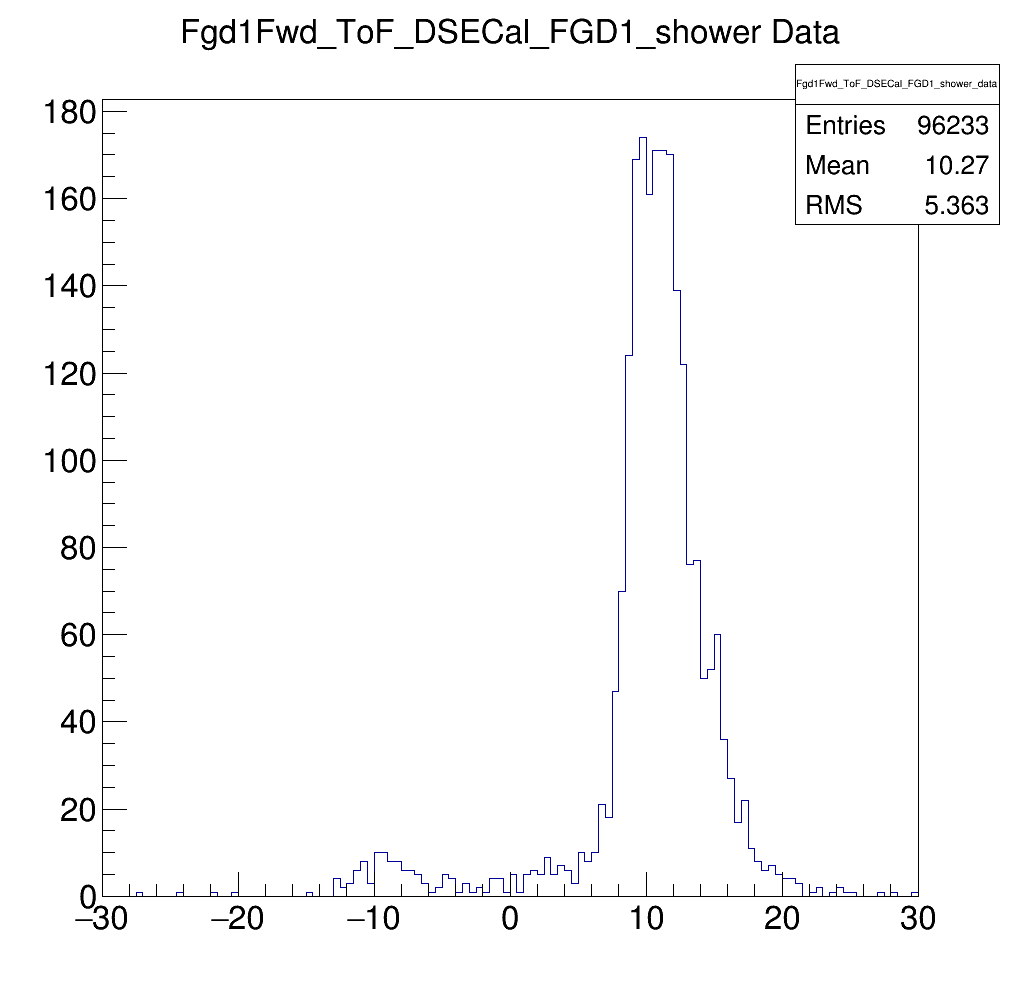 Fgd1Fwd_ToF_DSECal_FGD1_shower Data
Fgd1Fwd_ToF_DSECal_FGD1_shower_data
Entries 96233
Mean 10.27
RMS 5.363
180
160
140
120
100
80
60
40
20
0
−30 −20 −10 0 10 20 30